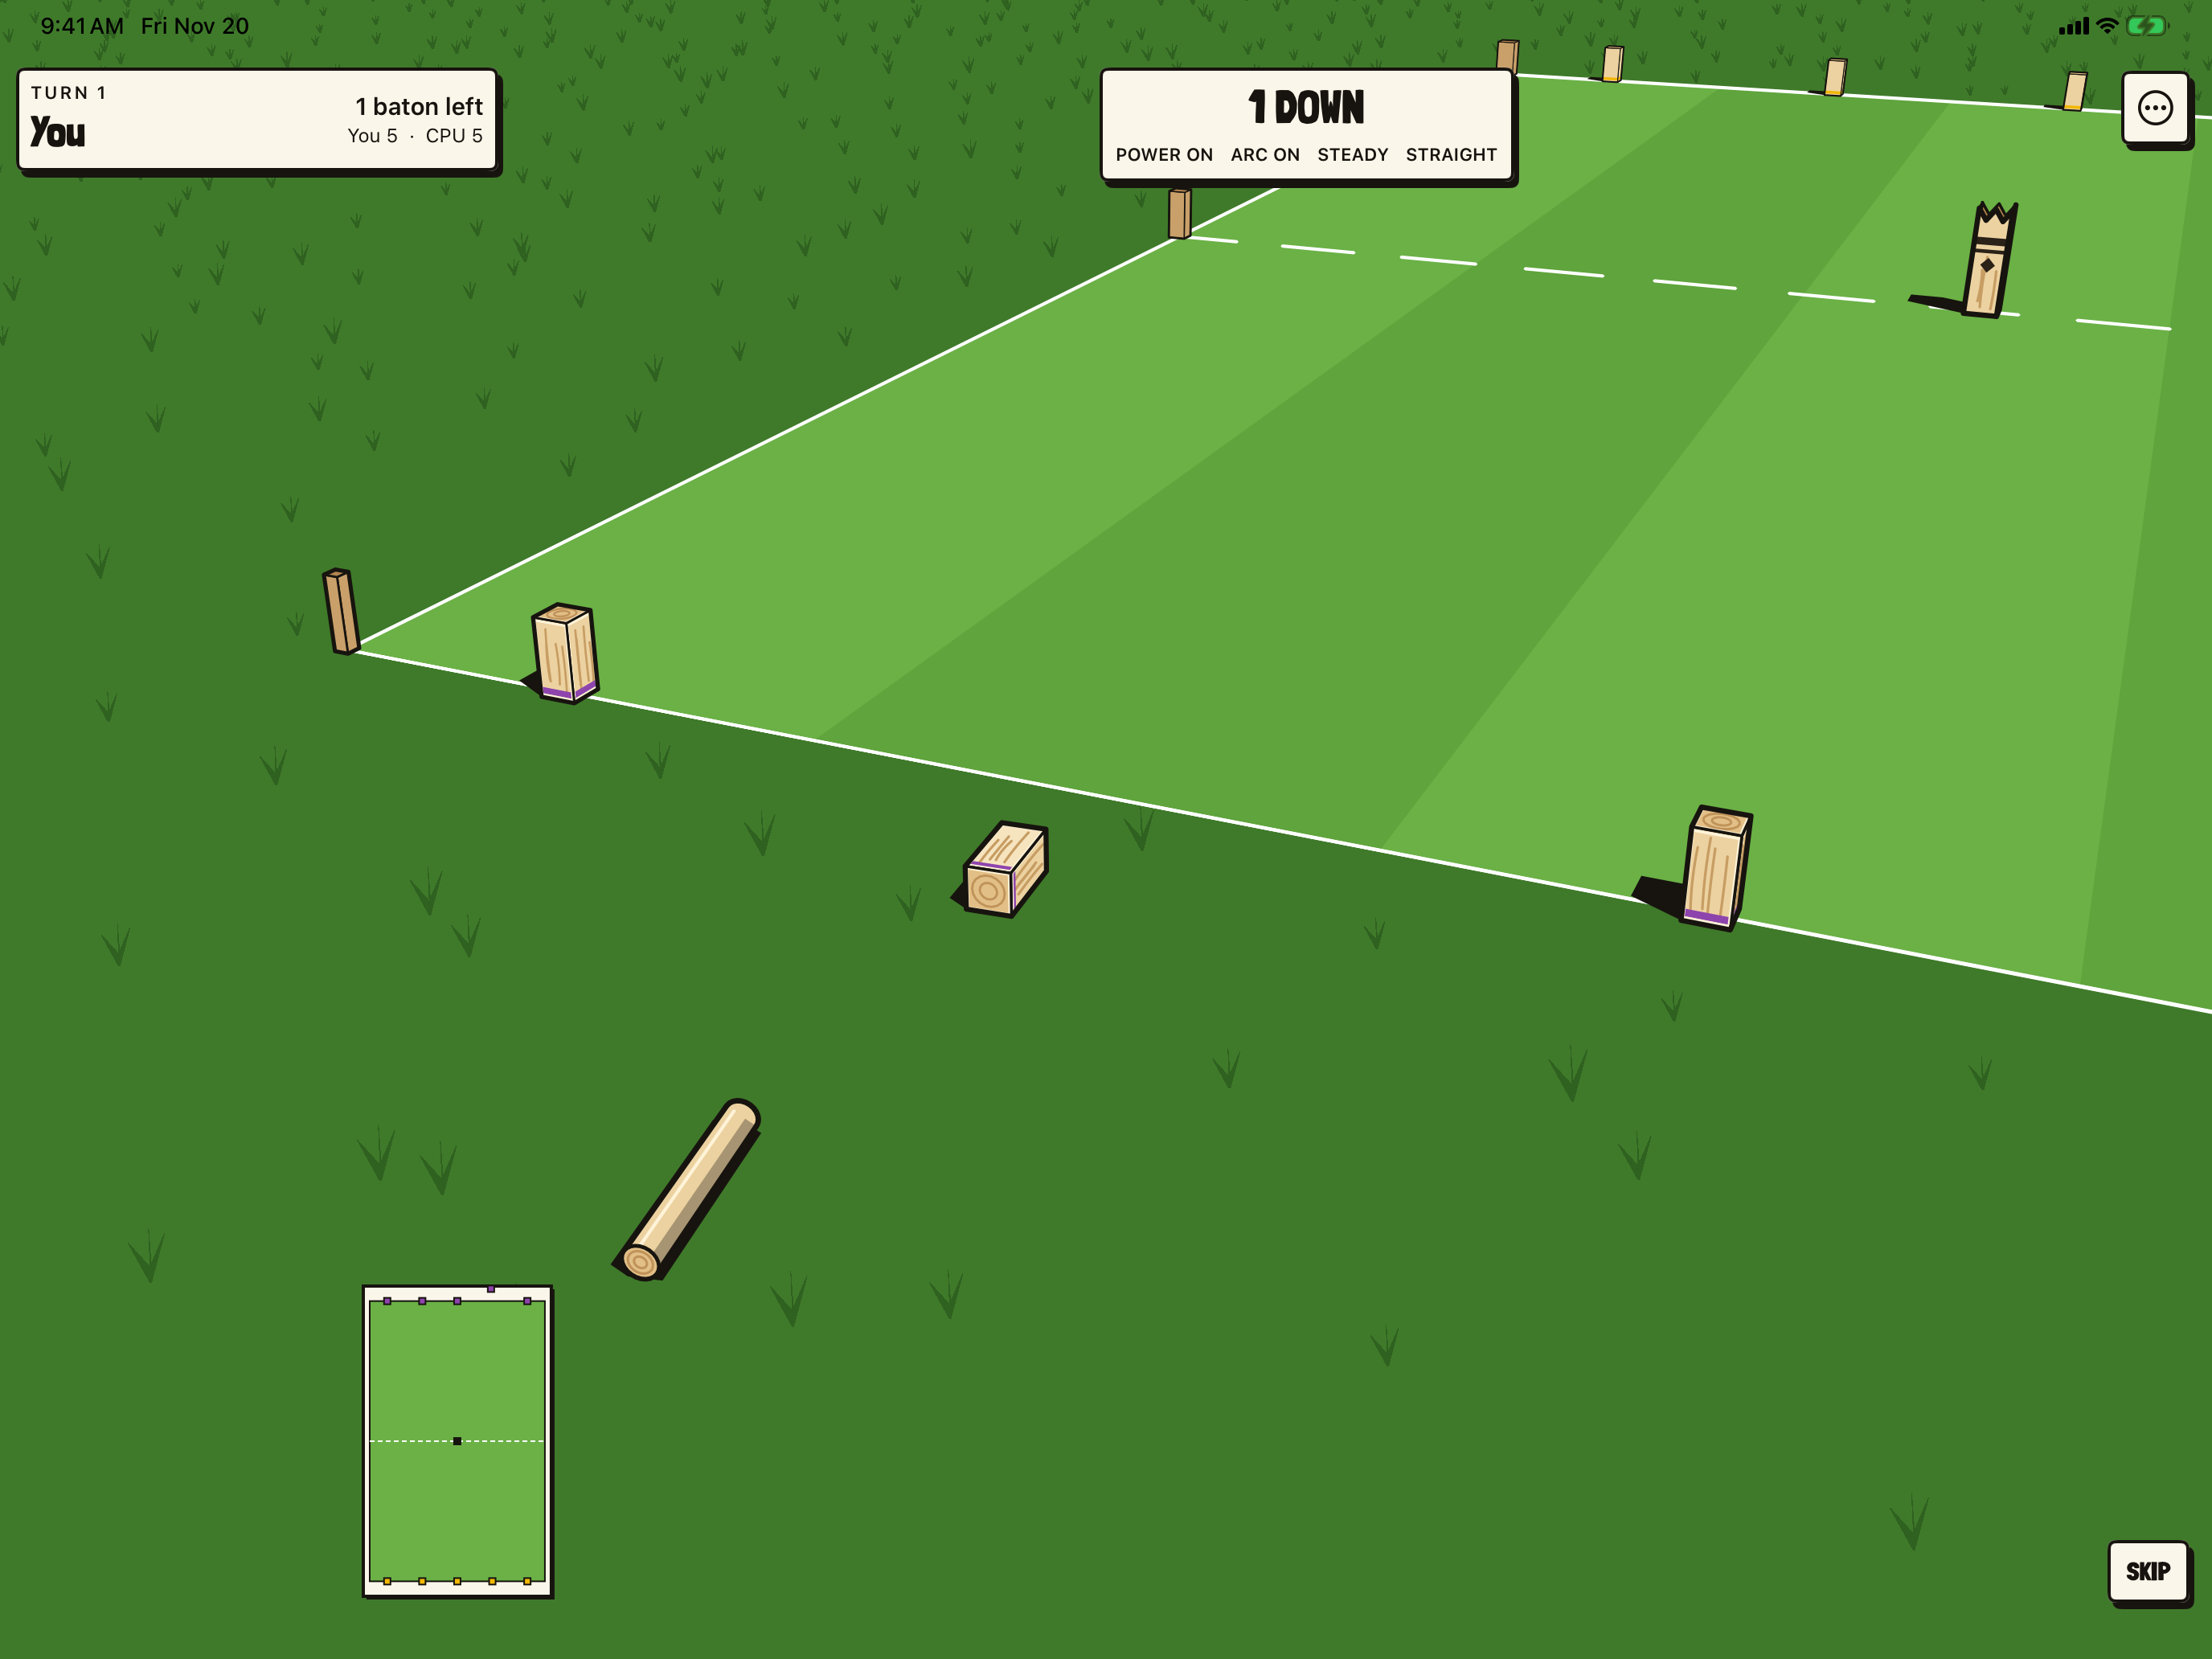 9:41 AM Fri Nov 20
TURN 1
You
1 baton left
You 5 · CPU 5
1 DOWN
POWER ON ARC ON STEADY STRAIGHT
SKIP